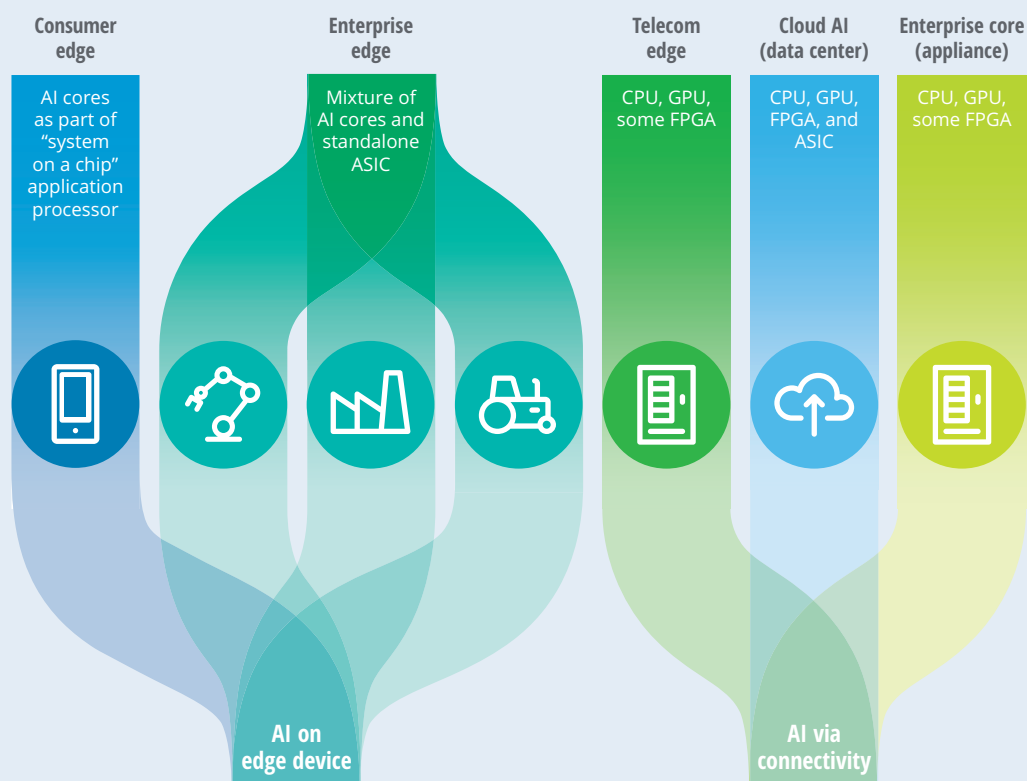 Consumer
edge
Enterprise
edge
Telecom
edge
Cloud AI
(data center)
Enterprise core
(appliance)
AI cores
as part of
“system
on a chip”
application
processor
Mixture of
AI cores and
standalone
ASIC
CPU, GPU,
some FPGA
CPU, GPU,
FPGA, and
ASIC
CPU, GPU,
some FPGA
AI on
edge device
AI via
connectivity